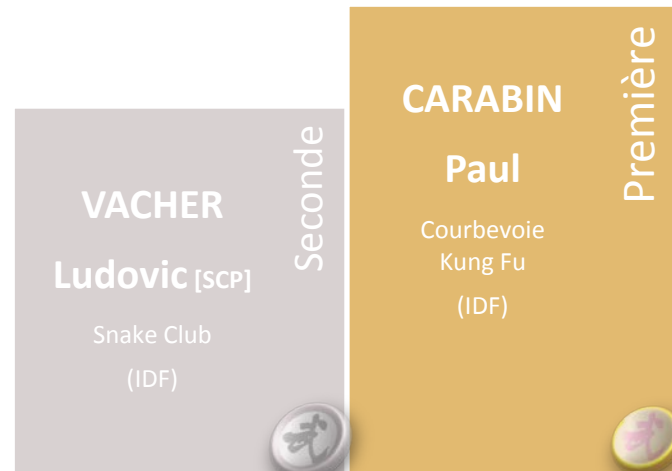 Seconde
VACHER
Ludovic [SCP]
Snake Club
(IDF)
Première
CARABIN
Paul
Courbevoie
Kung Fu
(IDF)